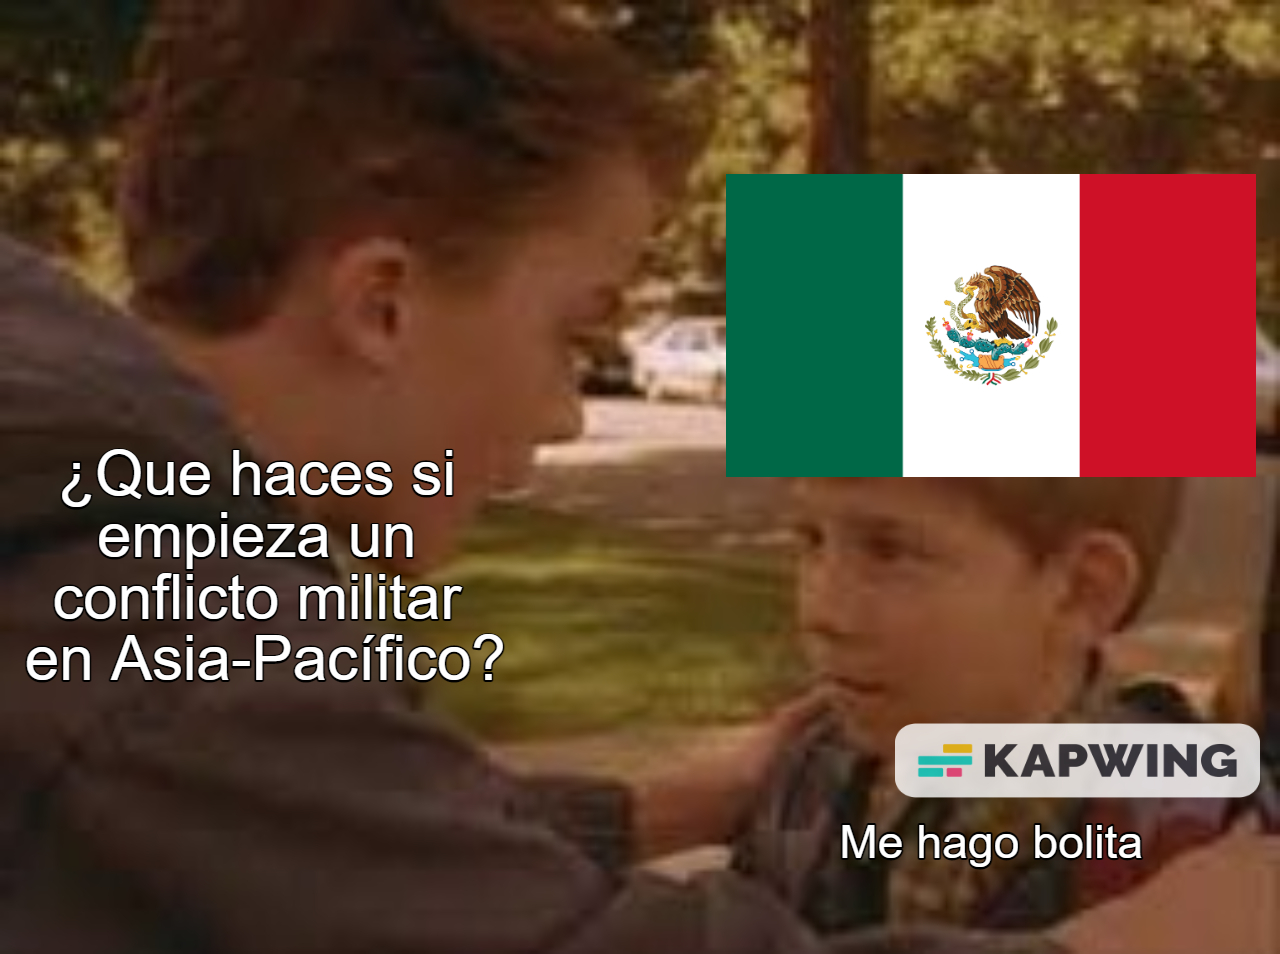 ¿Que haces si
empieza un
conflicto militar
en Asia-Pacífico?
KAPWING
Me hago bolita